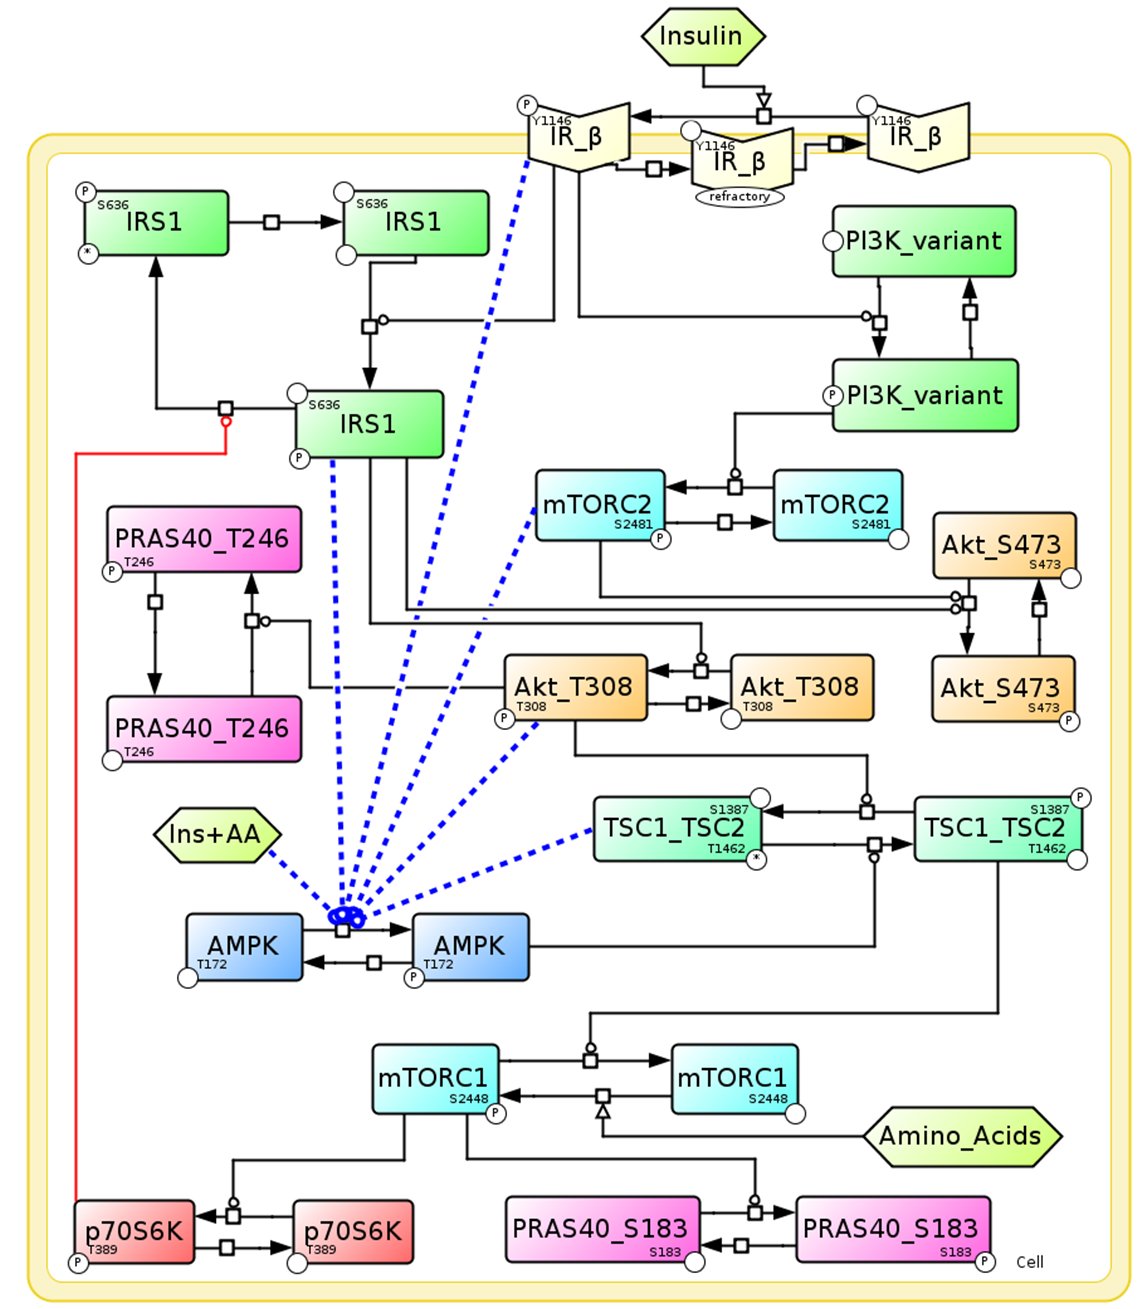 Insulin
P
Y1146
IR_β
Y1146
IR_β
refractory
Y1146
IR_β
P
S636
IRS1
*
S636
IRS1
PI3K_variant
P
PI3K_variant
S636
IRS1
P
mTORC2
S2481
P
mTORC2
S2481
PRAS40_T246
T246
P
Akt_S473
S473
Akt_T308
T308
P
Akt_T308
T308
Akt_S473
S473
P
PRAS40_T246
T246
Ins+AA
S1387
TSC1_TSC2
T1462
*
P
S1387
TSC1_TSC2
T1462
AMPK
T172
AMPK
T172
P
mTORC1
S2448
P
mTORC1
S2448
Amino_Acids
p70S6K
T389
P
p70S6K
T389
PRAS40_S183
S183
PRAS40_S183
S183
P
Cell